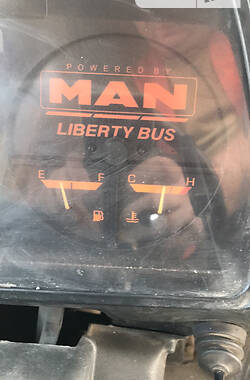 POWERED BY
MAN
LIBERTY BUS
E F C H